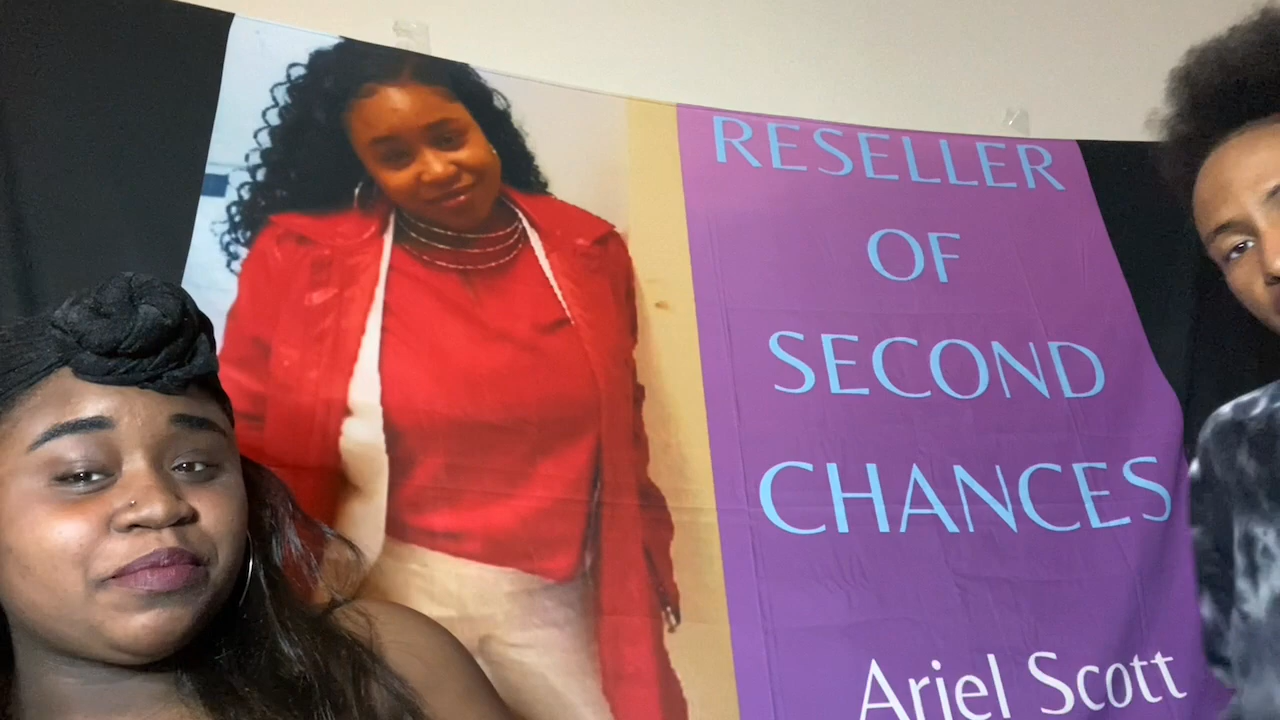 RESELLER
OF
SECOND
CHANCES
Ariel Scott